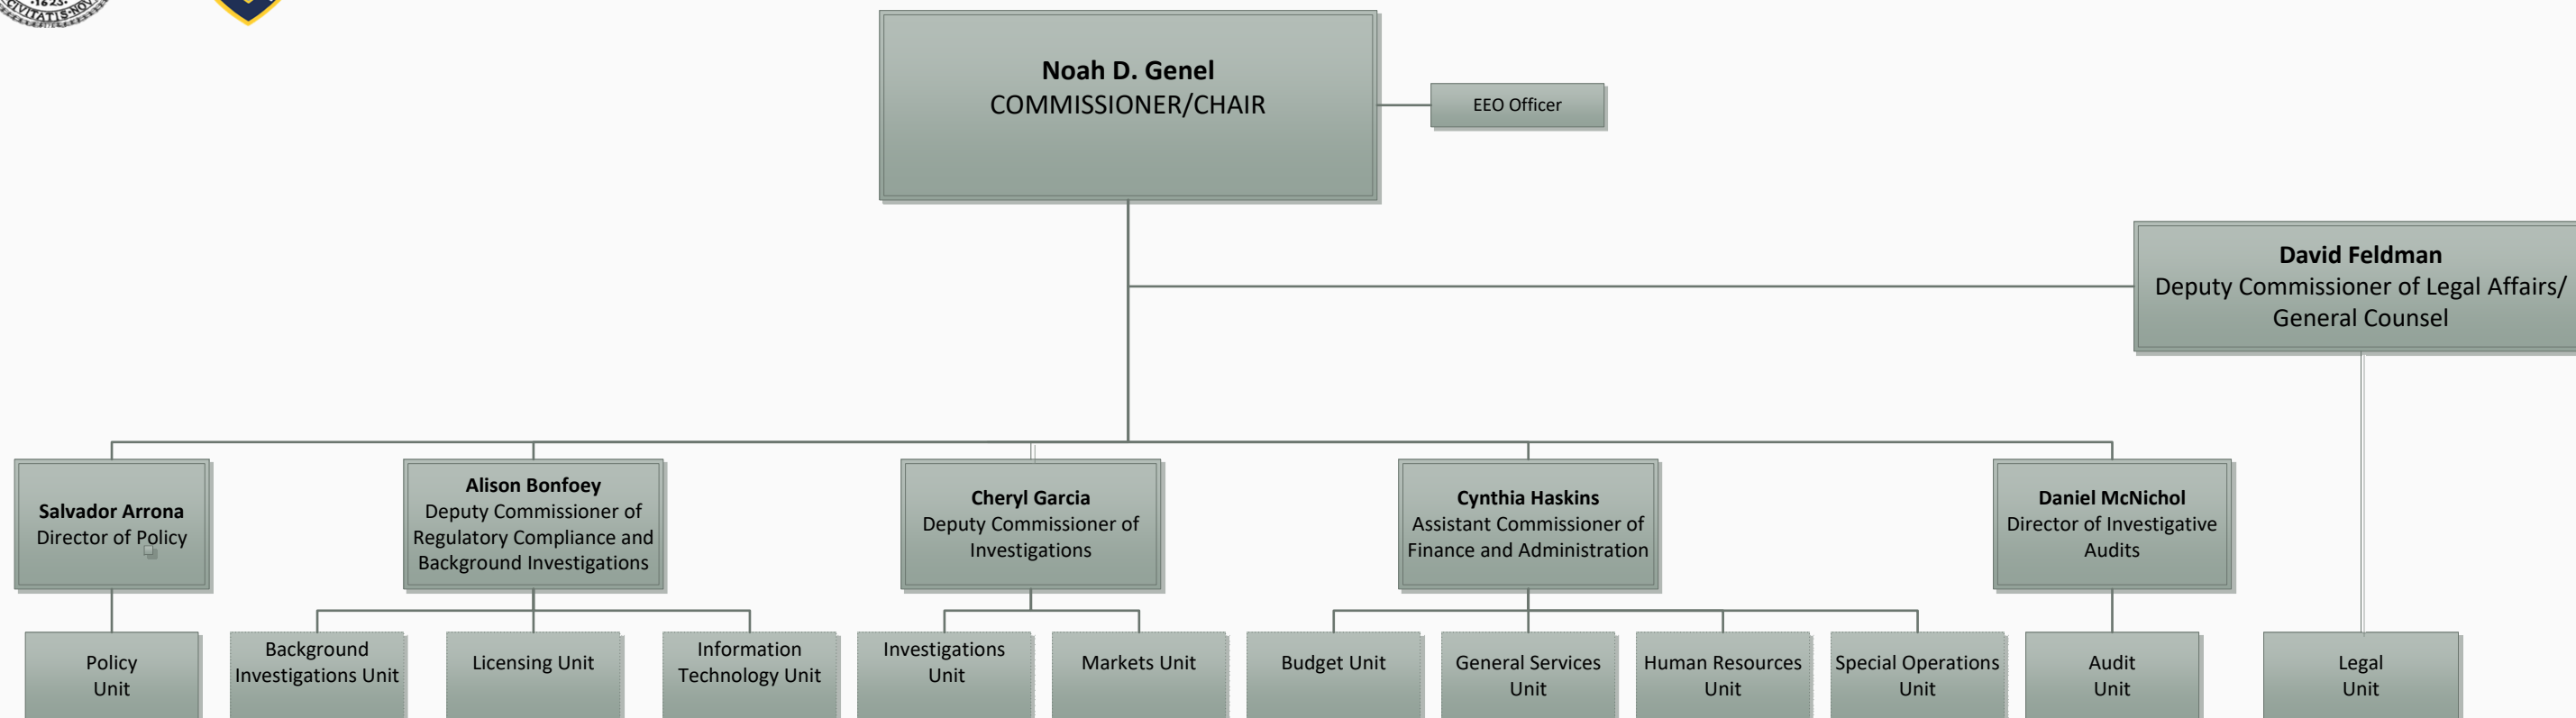 ·1623·
CIVITATIS·NOV
Noah D. Genel
COMMISSIONER/CHAIR
EEO Officer
David Feldman
Deputy Commissioner of Legal Affairs/
General Counsel
Salvador Arrona
Director of Policy
Alison Bonfoey
Deputy Commissioner of
Regulatory Compliance and
Background Investigations
Cheryl Garcia
Deputy Commissioner of
Investigations
Cynthia Haskins
Assistant Commissioner of
Finance and Administration
Daniel McNichol
Director of Investigative
Audits
Policy
Unit
Background
Investigations Unit
Licensing Unit
Information
Technology Unit
Investigations
Unit
Markets Unit
Budget Unit
General Services
Unit
Human Resources
Unit
Special Operations
Unit
Audit
Unit
Legal
Unit